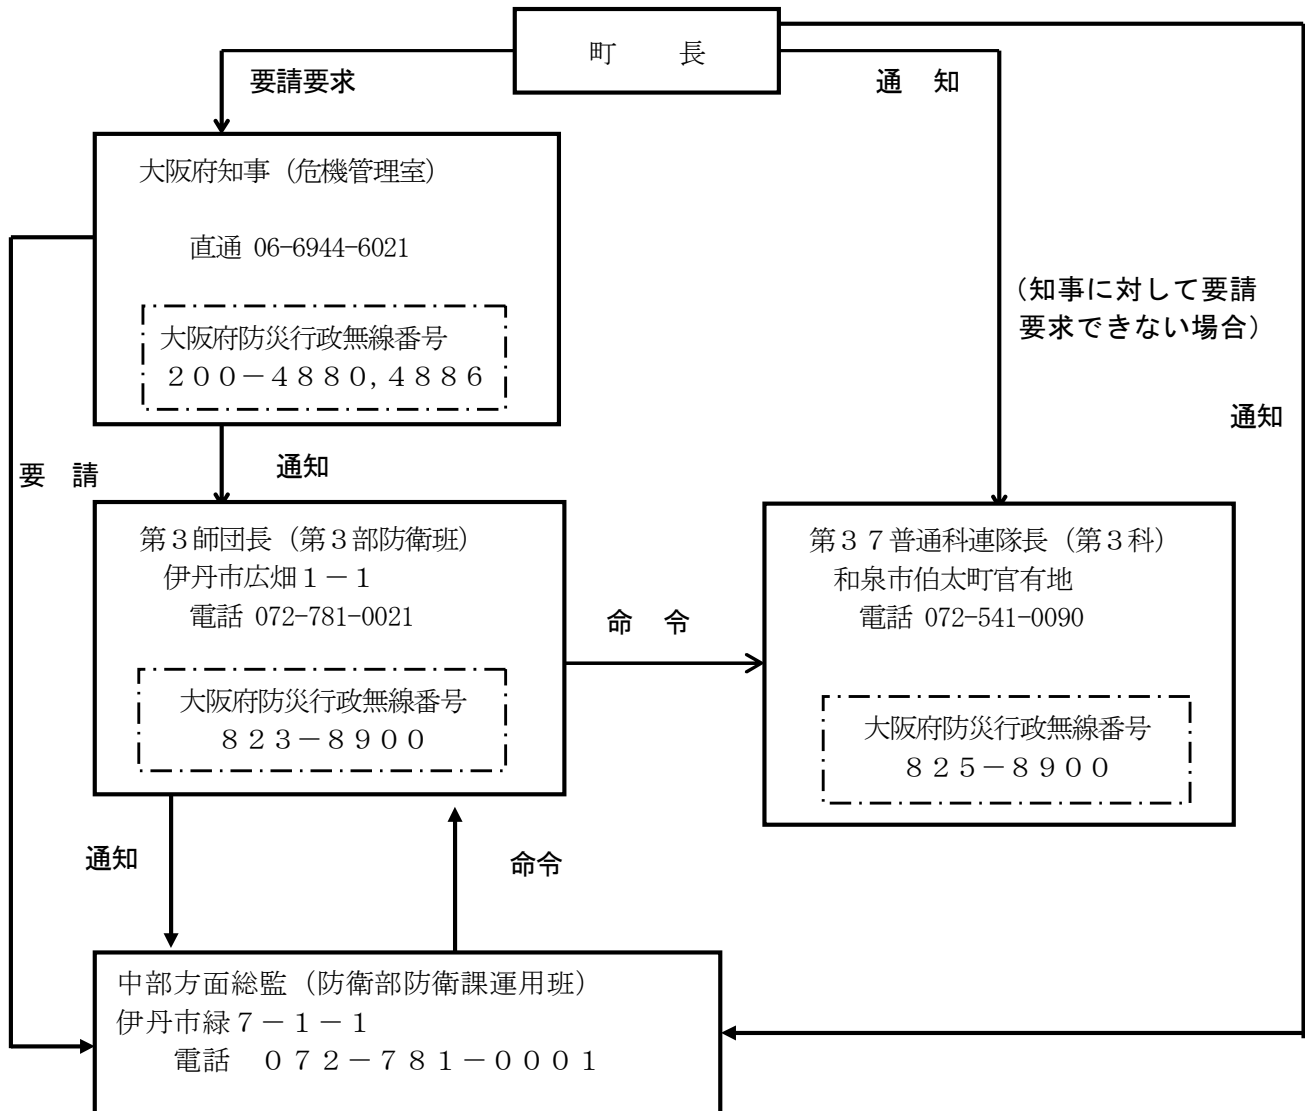 町　　長
要請要求
通　知
大阪府知事（危機管理室）
直通 06-6944-6021
大阪府防災行政無線番号
２００－４８８０，４８８６
（知事に対して要請
要求できない場合）
通知
要　請
通知
第３師団長（第３部防衛班）
伊丹市広畑１－１
電話 072-781-0021
大阪府防災行政無線番号
８２３－８９００
命　令
第３７普通科連隊長（第３科）
和泉市伯太町官有地
電話 072-541-0090
大阪府防災行政無線番号
８２５－８９００
通知
命令
中部方面総監（防衛部防衛課運用班）
伊丹市緑７－１－１
電話　０７２－７８１－０００１